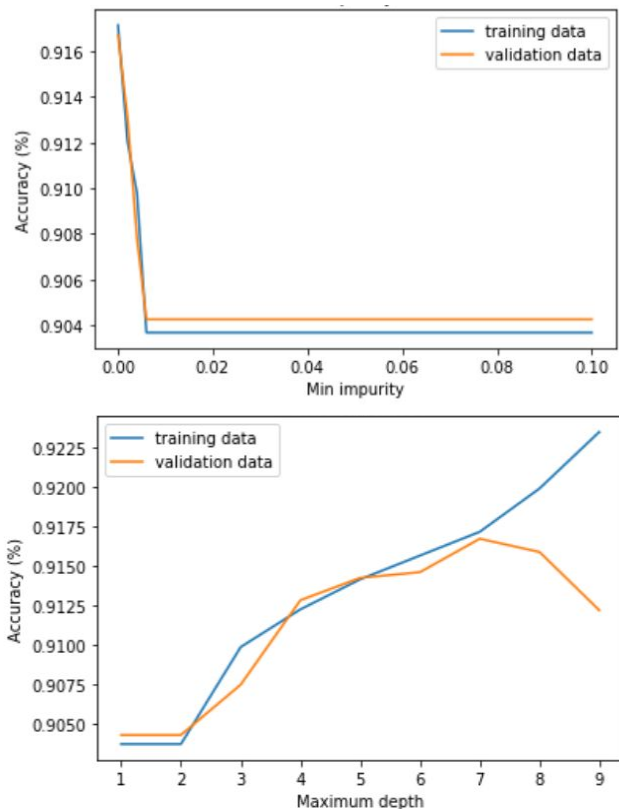 training data
validation data
0.916
0.914
0.912
0.910
0.908
0.906
0.904
Accuracy (%)
0.00 0.02 0.04 0.06 0.08 0.10
Min impurity
training data
validation data
0.9225
0.9200
0.9175
0.9150
0.9125
0.9100
0.9075
0.9050
Accuracy (%)
1 2 3 4 5 6 7 8 9
Maximum depth